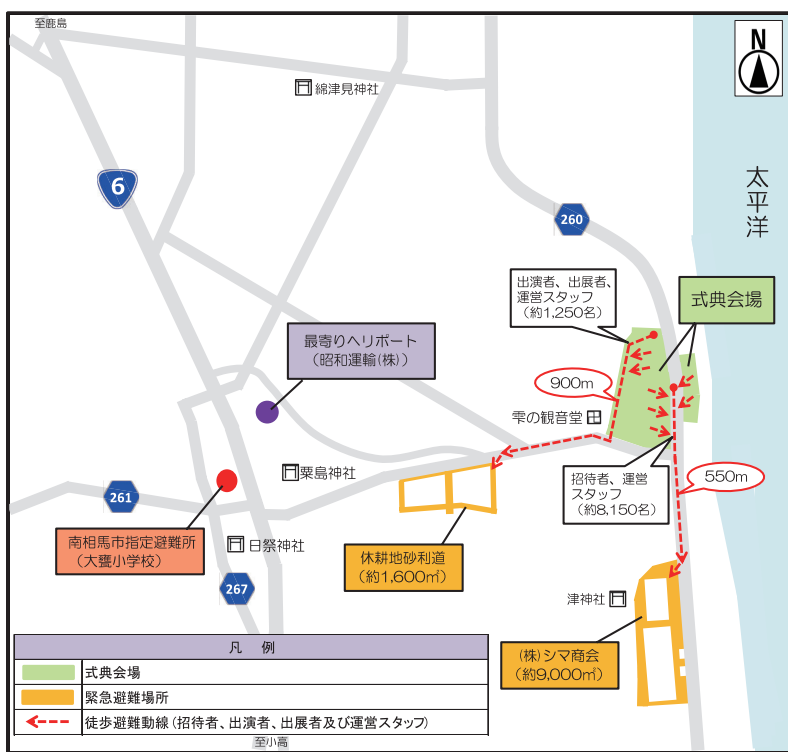 至鹿島
N
綿津見神社
6
太平洋
260
出演者、出展者、
運営スタッフ
（約1,250名）
式典会場
最寄りヘリポート
（昭和運輸(株)）
900m
雫の観音堂
粟島神社
招待者、運営
スタッフ
（約8,150名）
550m
261
南相馬市指定避難所
（大甕小学校）
日祭神社
休耕地砂利道
（約1,600㎡）
267
津神社
(株)シマ商会
（約9,000㎡）
凡　例
式典会場
緊急避難場所
徒歩避難動線(招待者、出演者、出展者及び運営スタッフ)
至小高